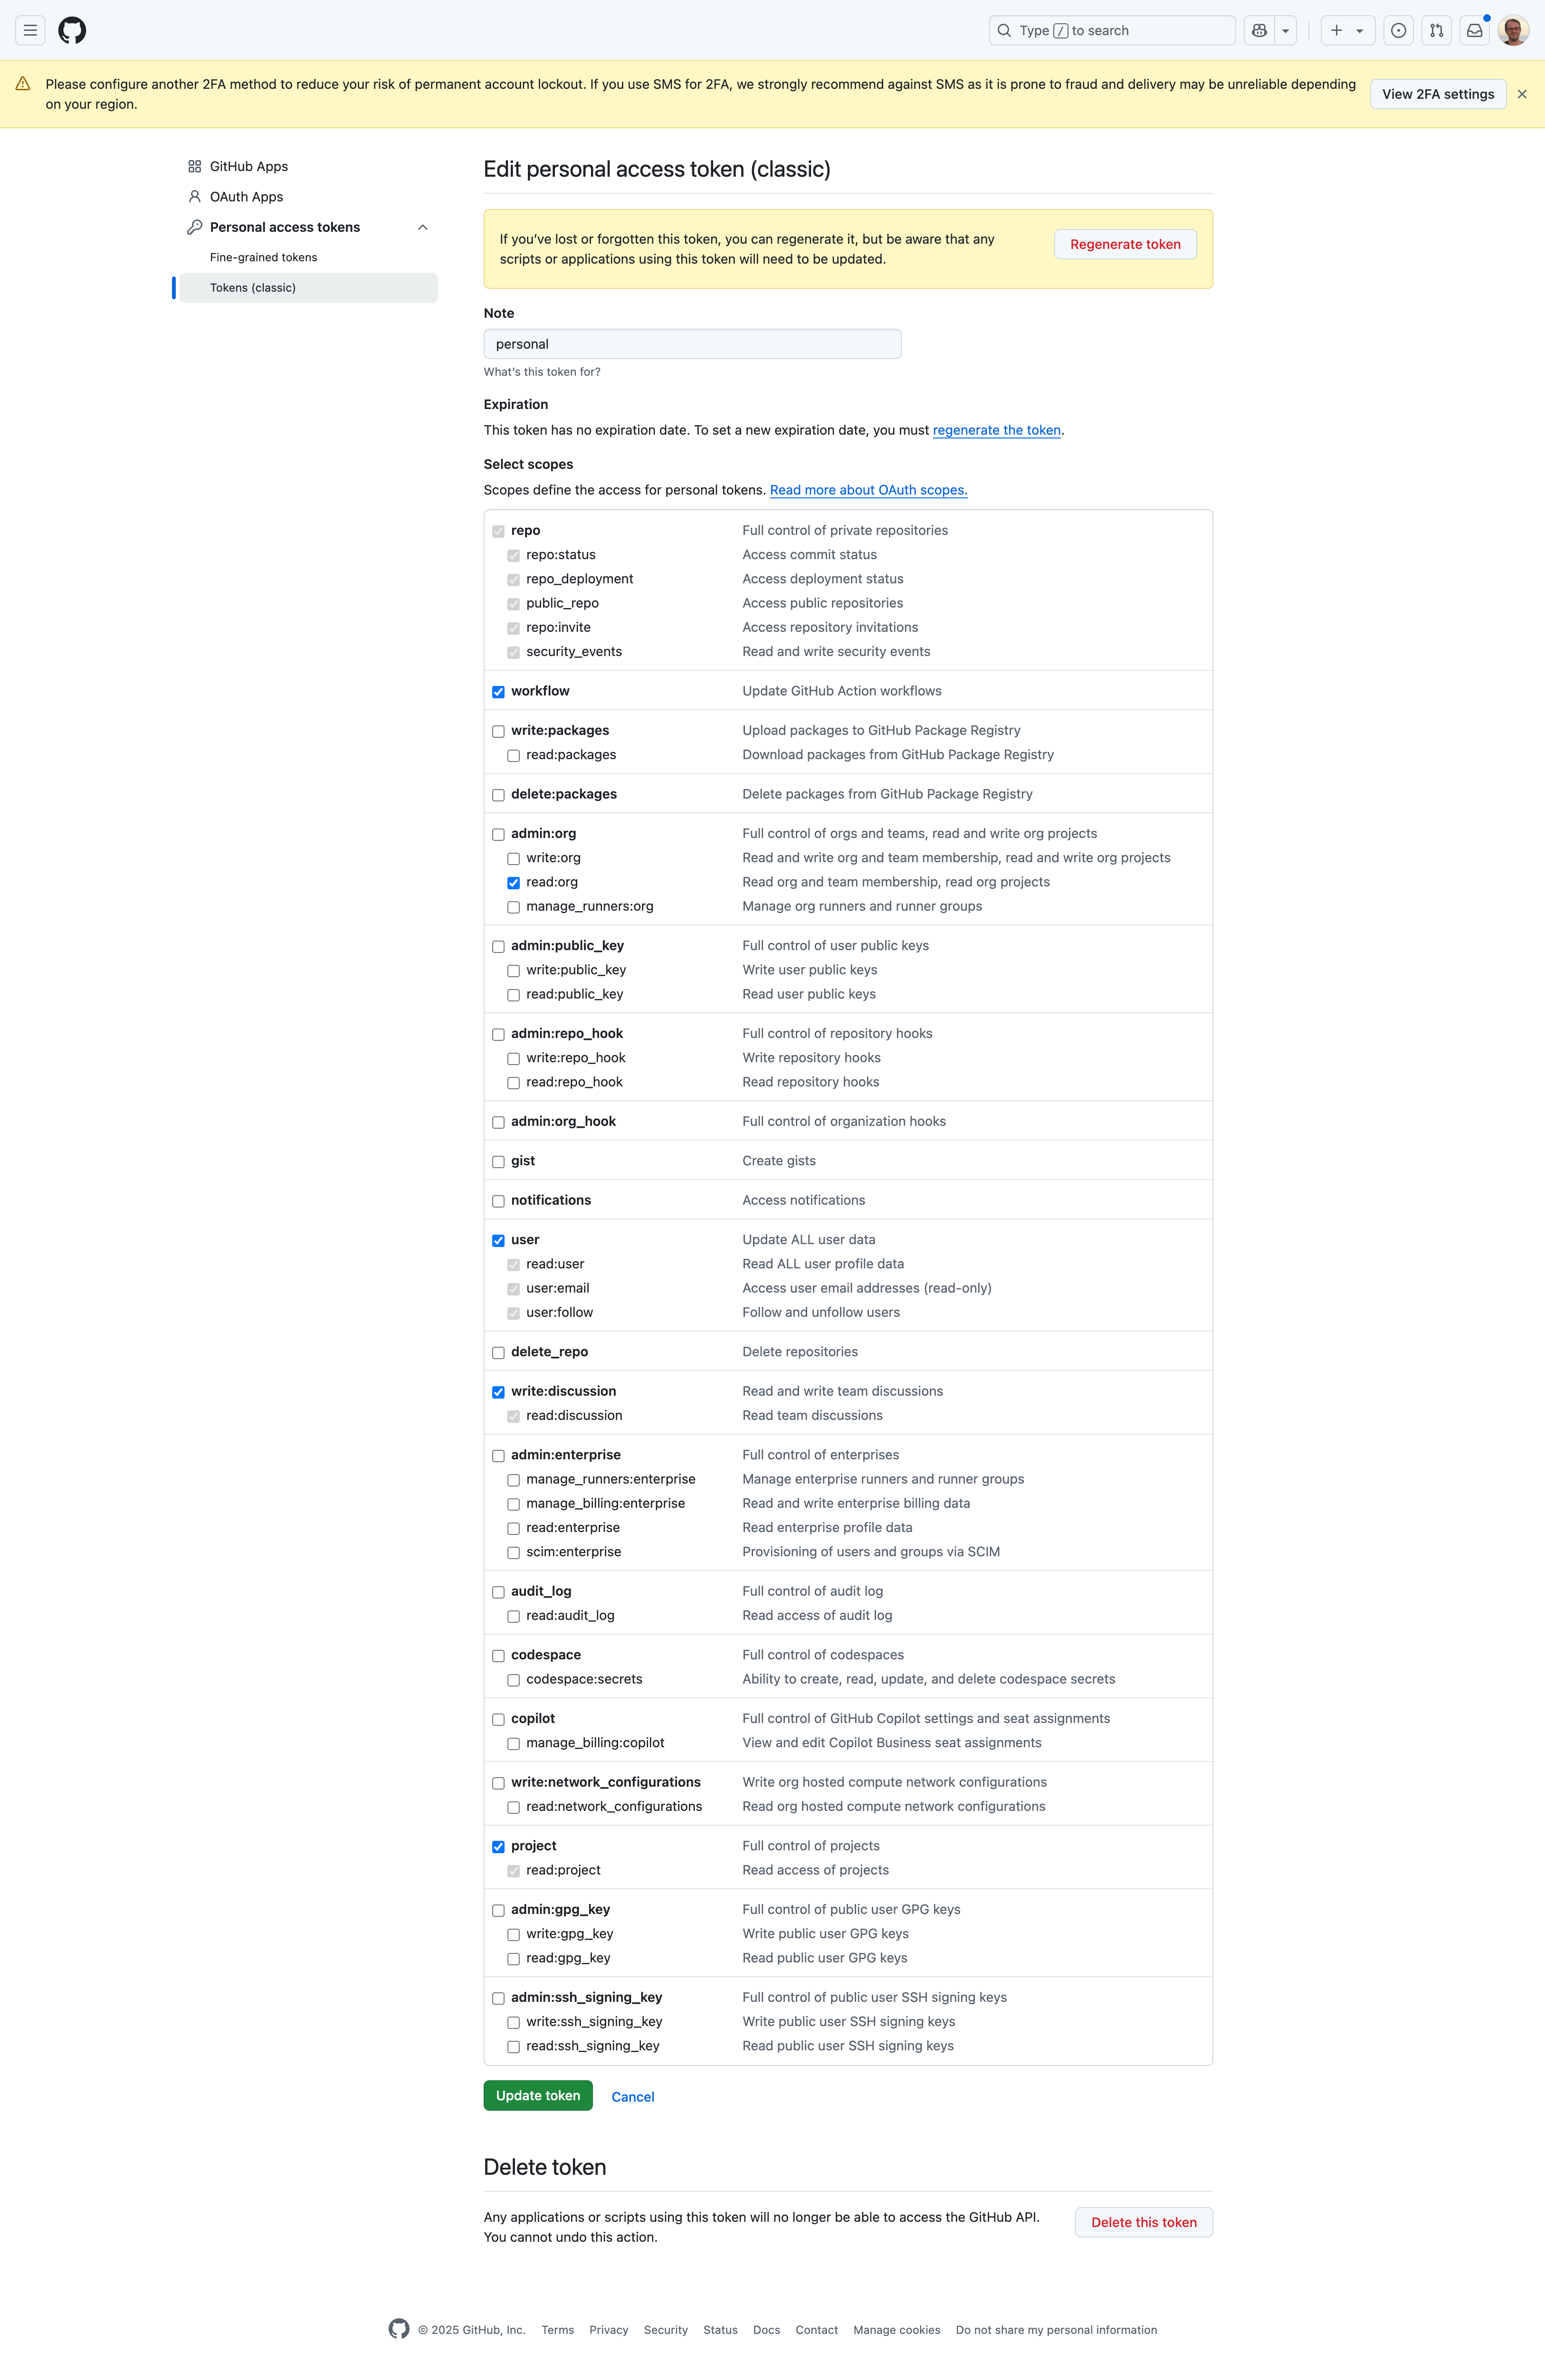 Type / to search
Please configure another 2FA method to reduce your risk of permanent account lockout. If you use SMS for 2FA, we strongly recommend against SMS as it is prone to fraud and delivery may be unreliable depending
on your region.
View 2FA settings
GitHub Apps
OAuth Apps
Personal access tokens
Fine-grained tokens
Tokens (classic)
Edit personal access token (classic)
If you’ve lost or forgotten this token, you can regenerate it, but be aware that any
scripts or applications using this token will need to be updated.
Regenerate token
Note
personal
What’s this token for?
Expiration
This token has no expiration date. To set a new expiration date, you must regenerate the token.
Select scopes
Scopes define the access for personal tokens. Read more about OAuth scopes.
repo Full control of private repositories
repo:status Access commit status
repo_deployment Access deployment status
public_repo Access public repositories
repo:invite Access repository invitations
security_events Read and write security events
workflow Update GitHub Action workflows
write:packages Upload packages to GitHub Package Registry
read:packages Download packages from GitHub Package Registry
delete:packages Delete packages from GitHub Package Registry
admin:org Full control of orgs and teams, read and write org projects
write:org Read and write org and team membership, read and write org projects
read:org Read org and team membership, read org projects
manage_runners:org Manage org runners and runner groups
admin:public_key Full control of user public keys
write:public_key Write user public keys
read:public_key Read user public keys
admin:repo_hook Full control of repository hooks
write:repo_hook Write repository hooks
read:repo_hook Read repository hooks
admin:org_hook Full control of organization hooks
gist Create gists
notifications Access notifications
user Update ALL user data
read:user Read ALL user profile data
user:email Access user email addresses (read-only)
user:follow Follow and unfollow users
delete_repo Delete repositories
write:discussion Read and write team discussions
read:discussion Read team discussions
admin:enterprise Full control of enterprises
manage_runners:enterprise Manage enterprise runners and runner groups
manage_billing:enterprise Read and write enterprise billing data
read:enterprise Read enterprise profile data
scim:enterprise Provisioning of users and groups via SCIM
audit_log Full control of audit log
read:audit_log Read access of audit log
codespace Full control of codespaces
codespace:secrets Ability to create, read, update, and delete codespace secrets
copilot Full control of GitHub Copilot settings and seat assignments
manage_billing:copilot View and edit Copilot Business seat assignments
write:network_configurations Write org hosted compute network configurations
read:network_configurations Read org hosted compute network configurations
project Full control of projects
read:project Read access of projects
admin:gpg_key Full control of public user GPG keys
write:gpg_key Write public user GPG keys
read:gpg_key Read public user GPG keys
admin:ssh_signing_key Full control of public user SSH signing keys
write:ssh_signing_key Write public user SSH signing keys
read:ssh_signing_key Read public user SSH signing keys
Update token Cancel
Delete token
Any applications or scripts using this token will no longer be able to access the GitHub API.
You cannot undo this action.
Delete this token
© 2025 GitHub, Inc. Terms Privacy Security Status Docs Contact Manage cookies Do not share my personal information